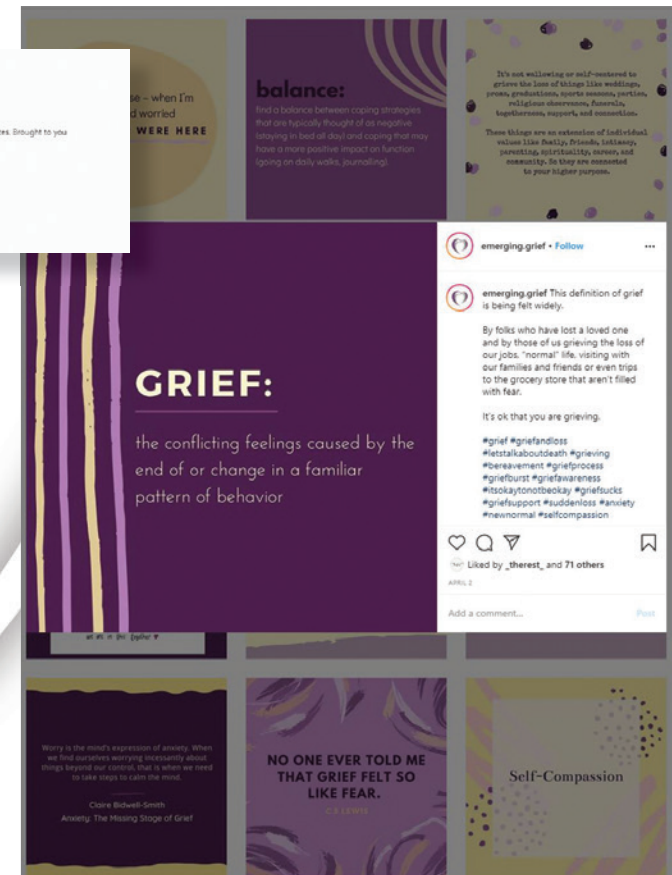 se – when I'm
d worried
WERE HERE
es. Brought to you
balance:
find a balance between coping strategies
that are typically thought of as negative
(staying in bed all day) and coping that may
have a more positive impact on function
(going on daily walks, journalling).
It's not wallowing or self-centered to
grieve the loss of things like weddings,
proms, graduations, sports seasons, parties,
religious observences, funerals,
togetherness, support, and connection.
These things are an extension of individual
values like family, friends, intimacy,
parenting, spirituality, career, and
community. So they are connected
to your higher purpose.
GRIEF:
the conflicting feelings caused by the
end of or change in a familiar
pattern of behavior
emerging.grief • Follow
emerging.grief This definition of grief
is being felt widely.
By folks who have lost a loved one
and by those of us grieving the loss of
our jobs, "normal" life, visiting with
our families and friends or even trips
to the grocery store that aren't filled
with fear.
It's ok that you are grieving.
#grief #griefandloss
#letstalkaboutdeath #grieving
#bereavement #griefprocess
#griefburst #griefawareness
#itsokaytonotbeokay #griefsucks
#griefsupport #suddenloss #anxiety
#newnormal #selfcompassion
Liked by _therest_ and 71 others
APRIL 2
Add a comment... Post
we are in this together
Worry is the mind's expression of anxiety. When
we find ourselves worrying incessantly about
things beyond our control, that is when we need
to take steps to calm the mind.
Claire Bidwell-Smith
Anxiety: The Missing Stage of Grief
NO ONE EVER TOLD ME
THAT GRIEF FELT SO
LIKE FEAR.
C.S LEWIS
Self-Compassion